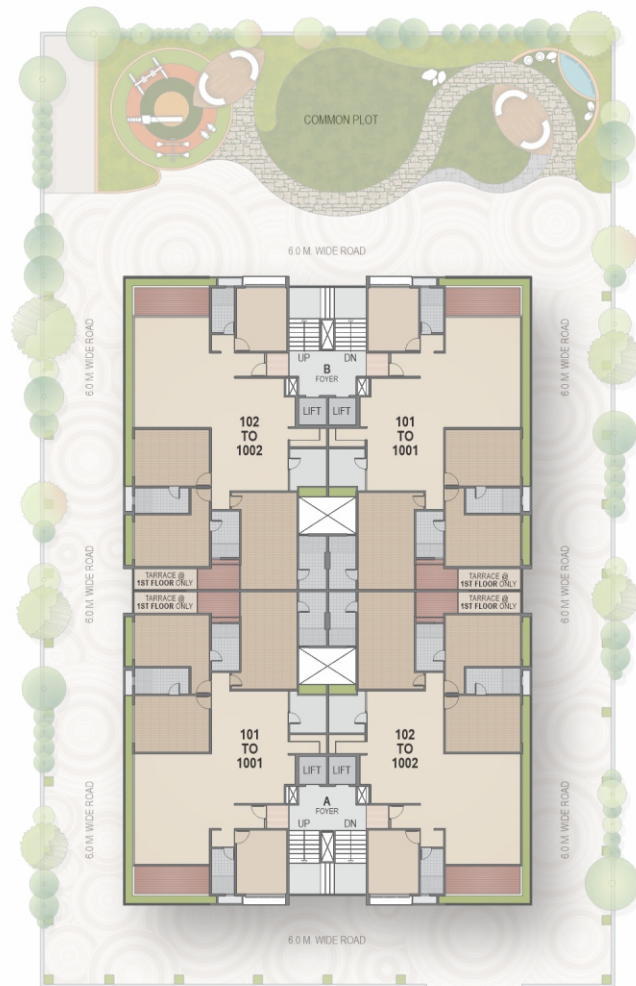 COMMON PLOT
6.0 M. WIDE ROAD
6.0 M. WIDE ROAD
6.0 M. WIDE ROAD
UP
DN
B
FOYER
LIFT
LIFT
102
TO
1002
101
TO
1001
6.0 M. WIDE ROAD
6.0 M. WIDE ROAD
TARRACE @
1ST FLOOR ONLY
TARRACE @
1ST FLOOR ONLY
TARRACE @
1ST FLOOR ONLY
TARRACE @
1ST FLOOR ONLY
101
TO
1001
102
TO
1002
LIFT
LIFT
A
FOYER
UP
DN
6.0 M. WIDE ROAD
6.0 M. WIDE ROAD
6.0 M. WIDE ROAD